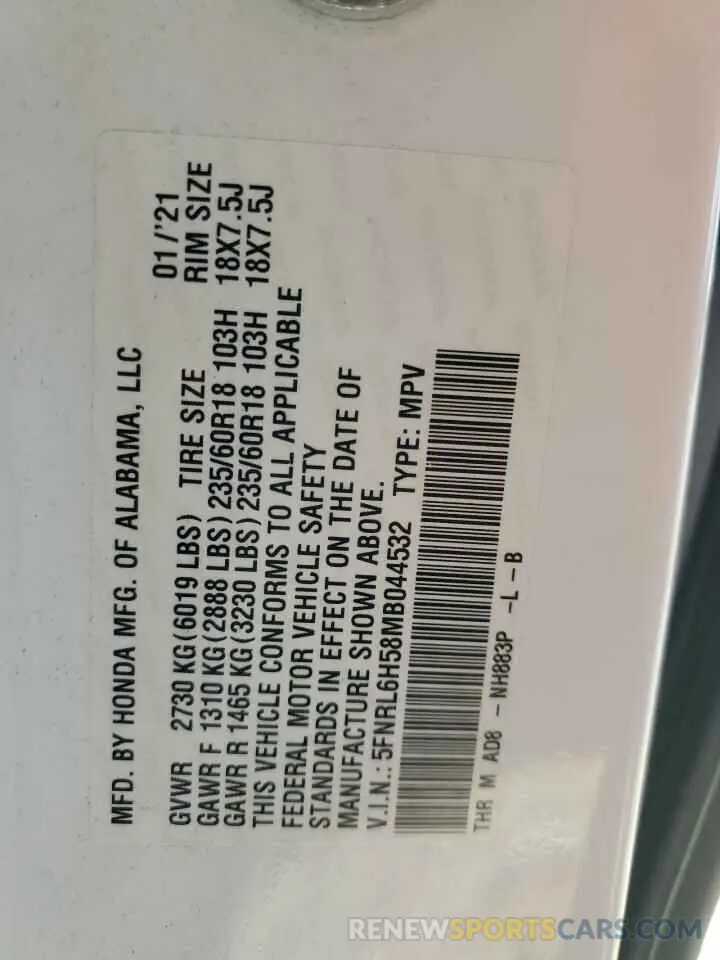 MFD. BY HONDA MFG. OF ALABAMA, LLC
01/'21
GVWR 2730 KG(6019 LBS) TIRE SIZE RIM SIZE
GAWR F 1310 KG(2888 LBS)235/60R18 103H 18X7.5J
GAWR R 1465 KG(3230 LBS)235/60R18 103H 18X7.5J
THIS VEHICLE CONFORMS TO ALL APPLICABLE
FEDERAL MOTOR VEHICLE SAFETY
STANDARDS IN EFFECT ON THE DATE OF
MANUFACTURE SHOWN ABOVE.
V.I.N.: 5FNRL6H58MB044532 TYPE: MPV
THR M AD8 - NH883P -L-B
RENEWSPORTSCARS.COM